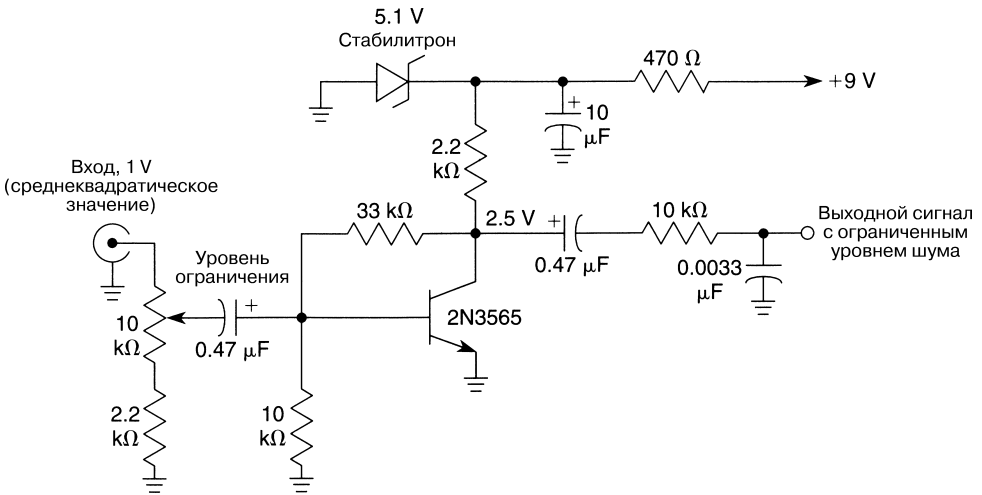 5.1 V
Стабилитрон
470 Ω
+9 V
+
10
μF
2.2
kΩ
Вход, 1 V
(среднеквадратическое
значение)
33 kΩ
2.5 V
+
10 kΩ
Выходной сигнал
с ограниченным
уровнем шума
0.47 μF
0.0033
μF
Уровень
ограничения
+
10
kΩ
0.47 μF
2N3565
2.2
kΩ
10
kΩ